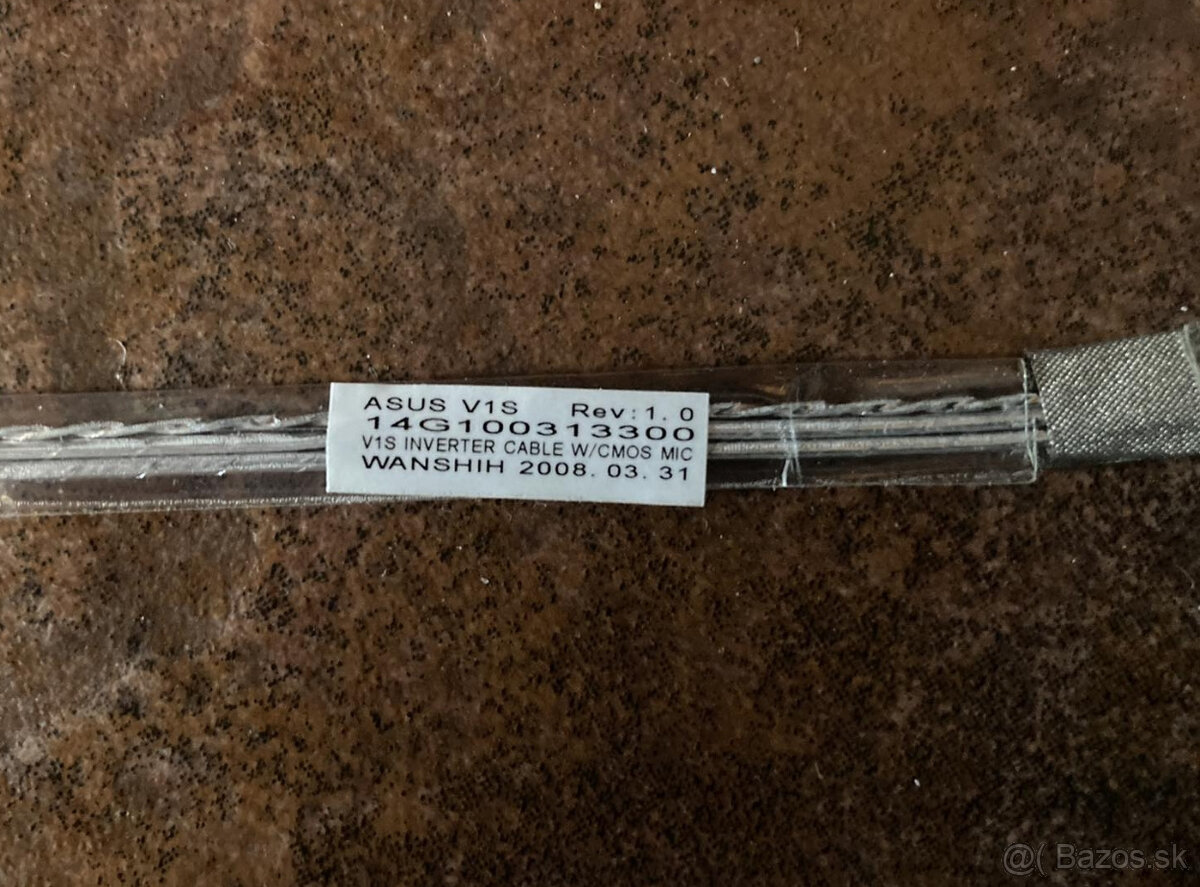 ASUS V1S Rev:1.0
14G100313300
V1S INVERTER CABLE W/CMOS MIC
WANSHIH 2008. 03. 31
@( Bazos.sk